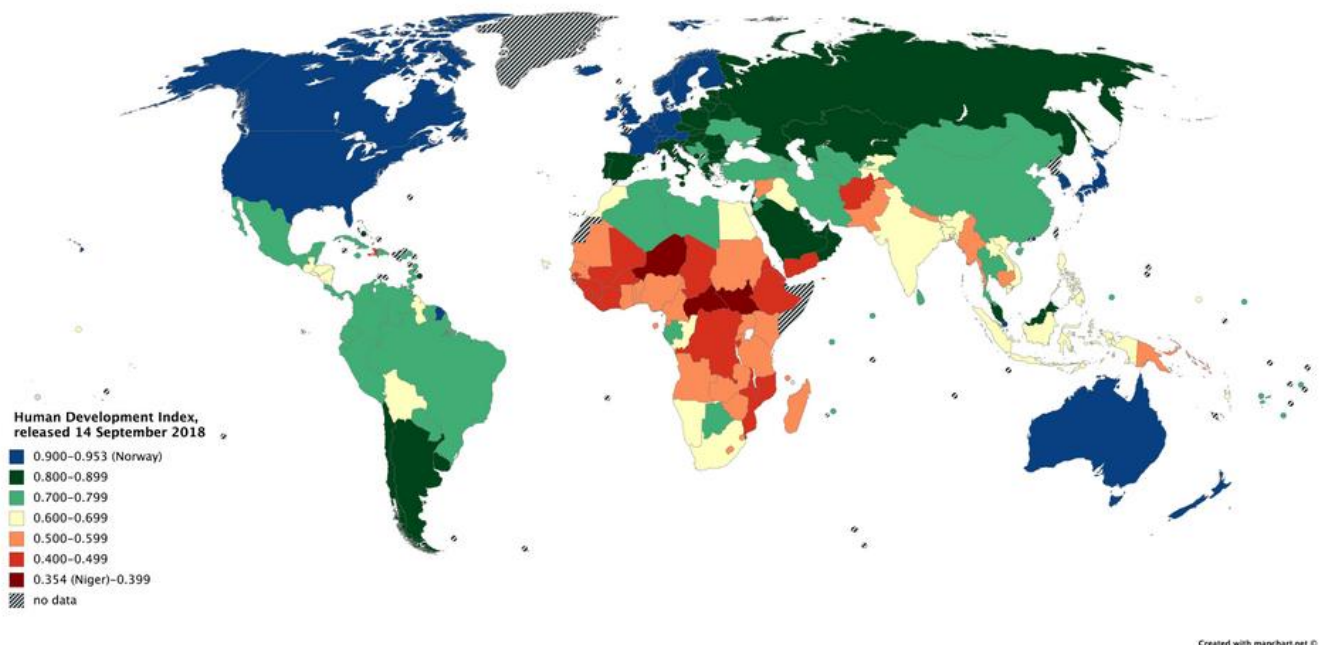 Human Development Index,
released 14 September 2018
0.900–0.953 (Norway)
0.800–0.899
0.700–0.799
0.600–0.699
0.500–0.599
0.400–0.499
0.354 (Niger)–0.399
no data
Created with mapchart.net ©